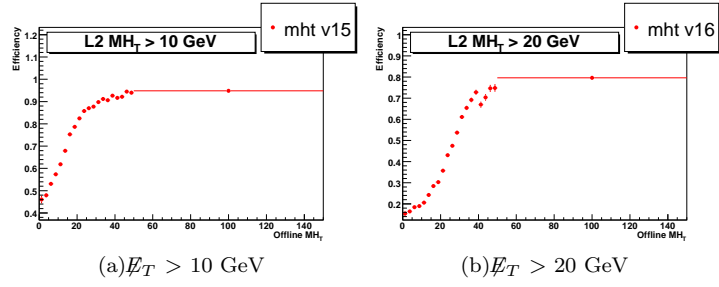 L2 MH_T > 10 GeV
mht v15
Efficiency
1.2
1.1
1
0.9
0.8
0.7
0.6
0.5
0.4
0 20 40 60 80 100 120 140
Offline MH_T
(a)E̸_T > 10 GeV
L2 MH_T > 20 GeV
mht v16
Efficiency
1
0.9
0.8
0.7
0.6
0.5
0.4
0.3
0.2
0 20 40 60 80 100 120 140
Offline MH_T
(b)E̸_T > 20 GeV